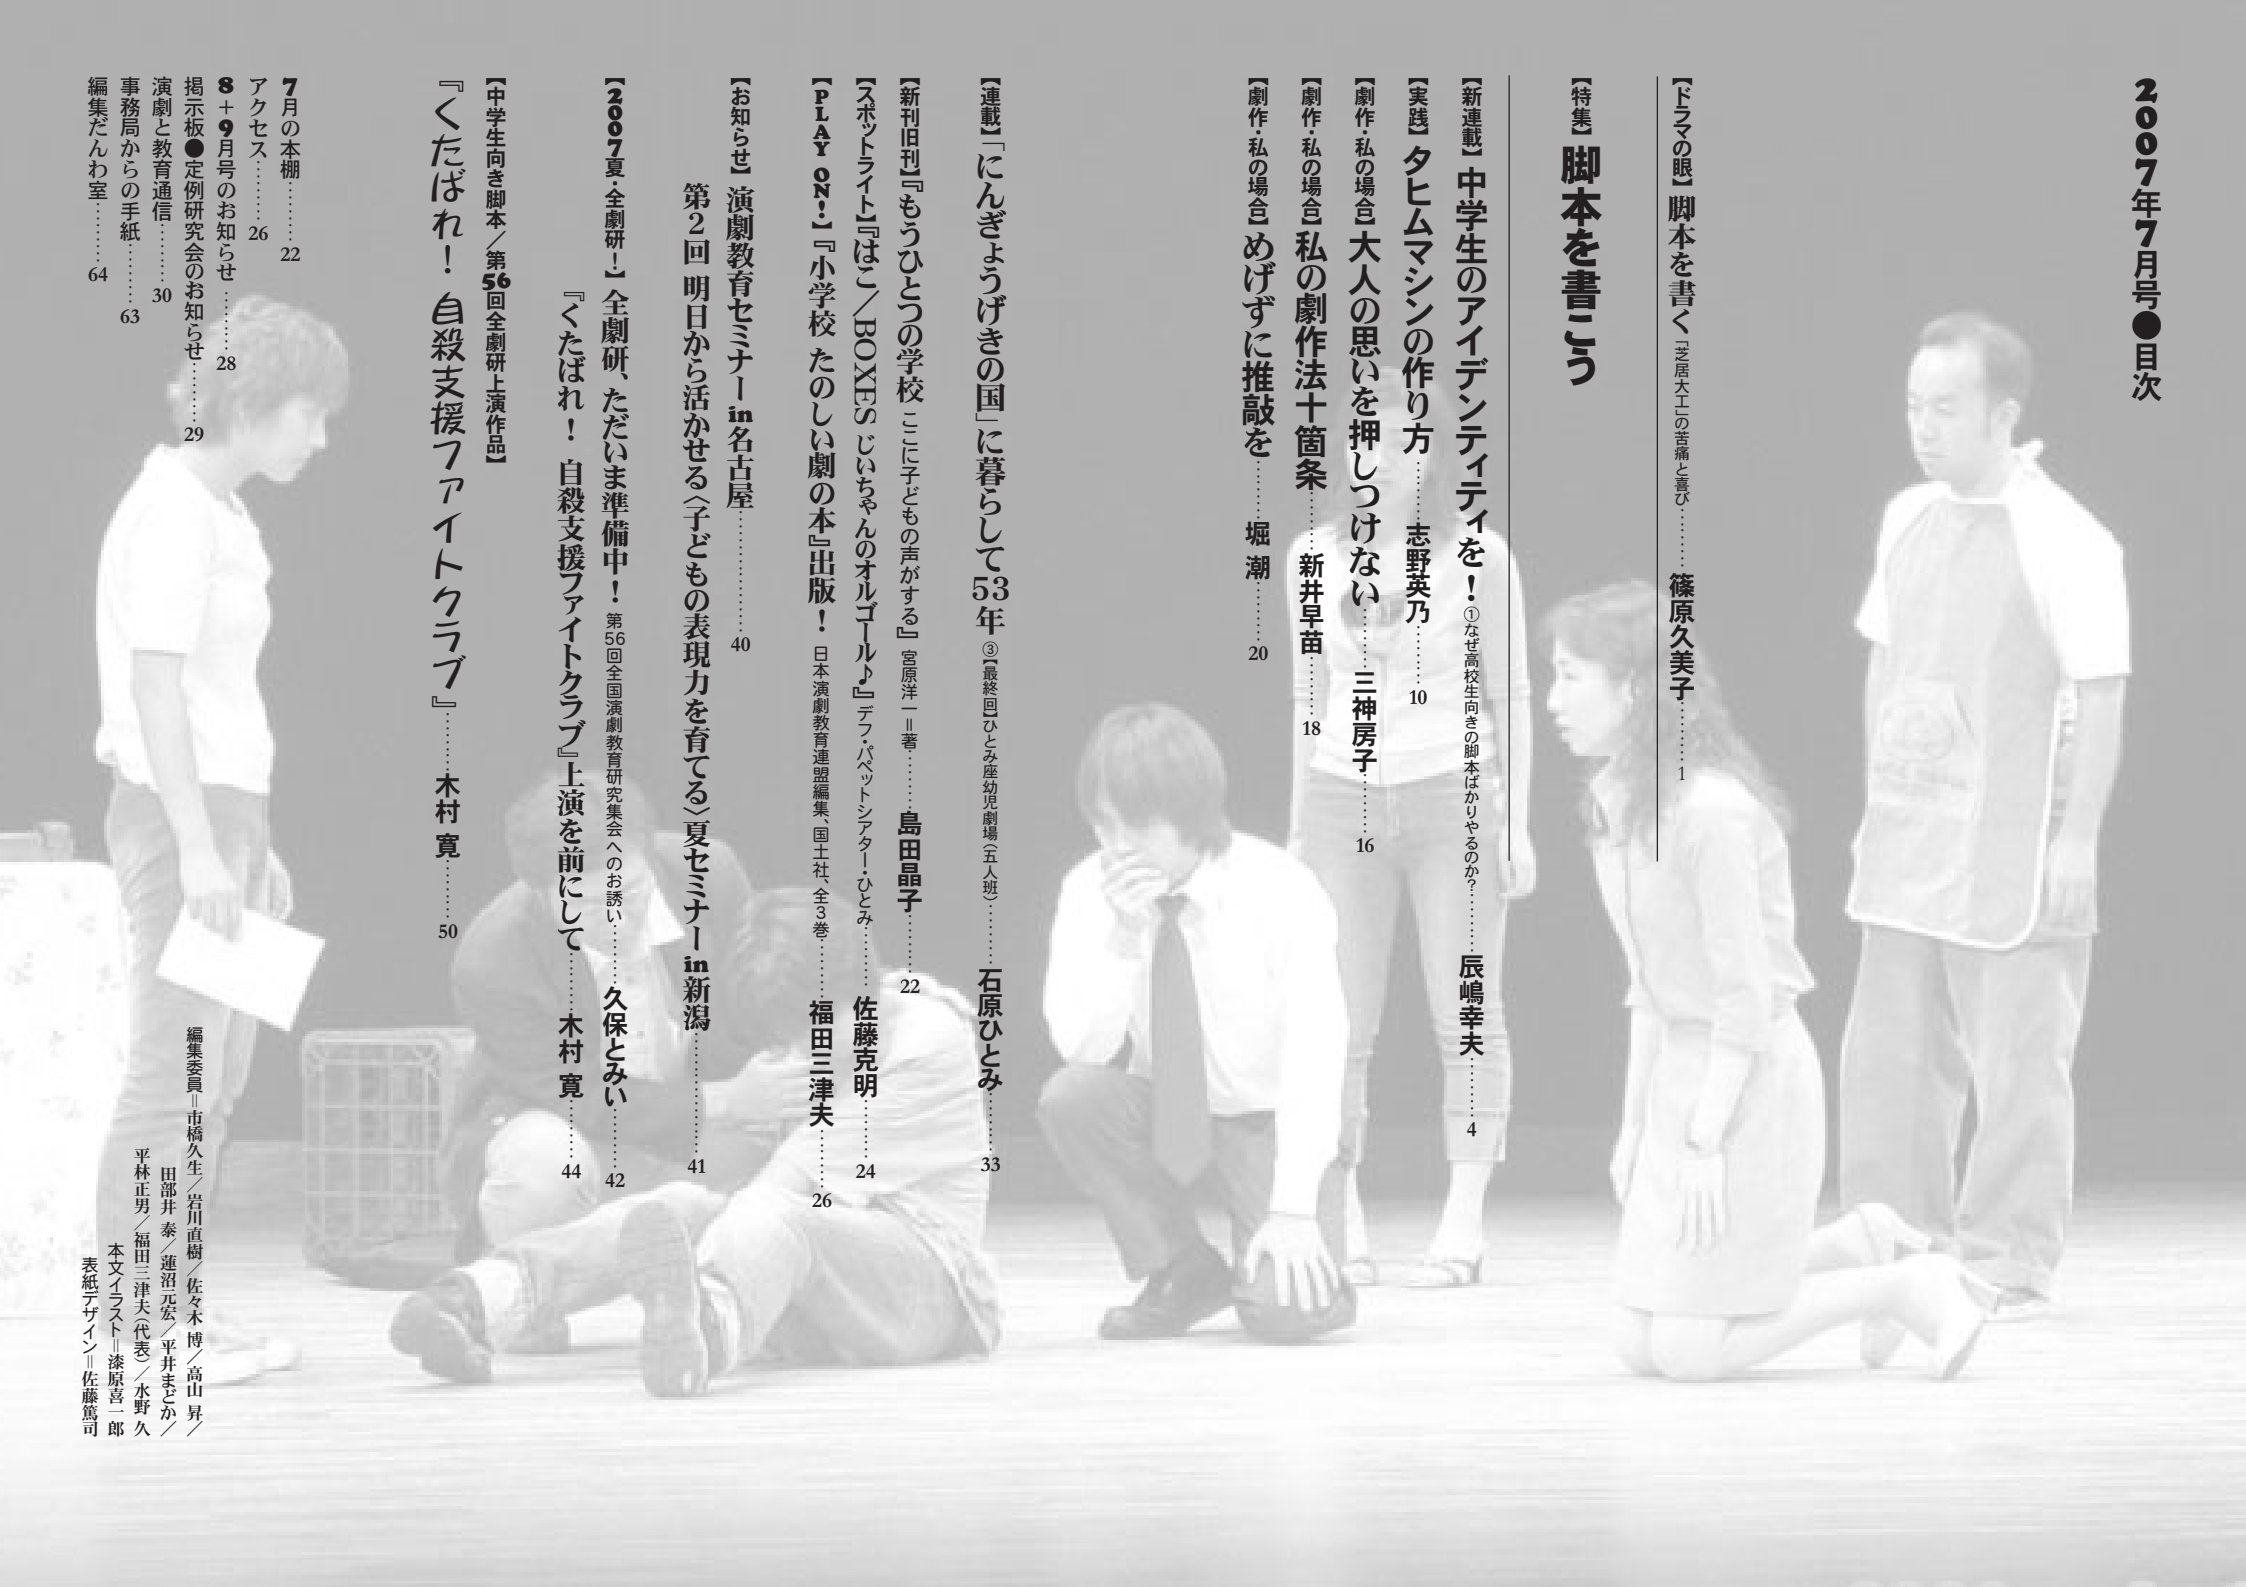 2007年7月号●目次
【ドラマの眼】脚本を書く「芝居大工」の苦痛と喜び………篠原久美子………1
【特集】脚本を書こう
【新連載】中学生のアイデンティティを！①なぜ高校生向きの脚本ばかりやるのか？………辰嶋幸夫………4
【実践】タヒムマシンの作り方………志野英乃………10
【劇作・私の場合】大人の思いを押しつけない………三神房子………16
【劇作・私の場合】私の劇作法十箇条………新井早苗………18
【劇作・私の場合】めげずに推敲を………堀 潮………20
【連載】「にんぎょうげきの国」に暮らして53年 ③【最終回】ひとみ座幼児劇場（五人班）………石原ひとみ………33
【新刊旧刊】『もうひとつの学校 ここに子どもの声がする』宮原洋一＝著………島田晶子………22
【スポットライト】『はこ／BOXES じいちゃんのオルゴール♪』デフ・パペットシアター・ひとみ………佐藤克明………24
【PLAY ON！】『小学校 たのしい劇の本』出版！ 日本演劇教育連盟編集、国土社、全3巻………福田三津夫………26
【お知らせ】演劇教育セミナーin名古屋………40
第2回 明日から活かせる〈子どもの表現力を育てる〉夏セミナーin新潟………41
【2007夏・全劇研！】全劇研、ただいま準備中！ 第56回全国演劇教育研究集会へのお誘い………久保とみい………42
『くたばれ！ 自殺支援ファイトクラブ』上演を前にして………木村 寛………44
【中学生向き脚本／第56回全劇研上演作品】
『くたばれ！ 自殺支援ファイトクラブ』………木村 寛………50
7月の本棚………22
アクセス………26
8＋9月号のお知らせ………28
掲示板●定例研究会のお知らせ………29
演劇と教育通信………30
事務局からの手紙………63
編集だんわ室………64
編集委員＝市橋久生／岩川直樹／佐々木 博／高山 昇／
田部井 泰／蓮沼元宏／平井まどか／
平林正男／福田三津夫（代表）／水野 久
本文イラスト＝漆原喜一郎
表紙デザイン＝佐藤篤司